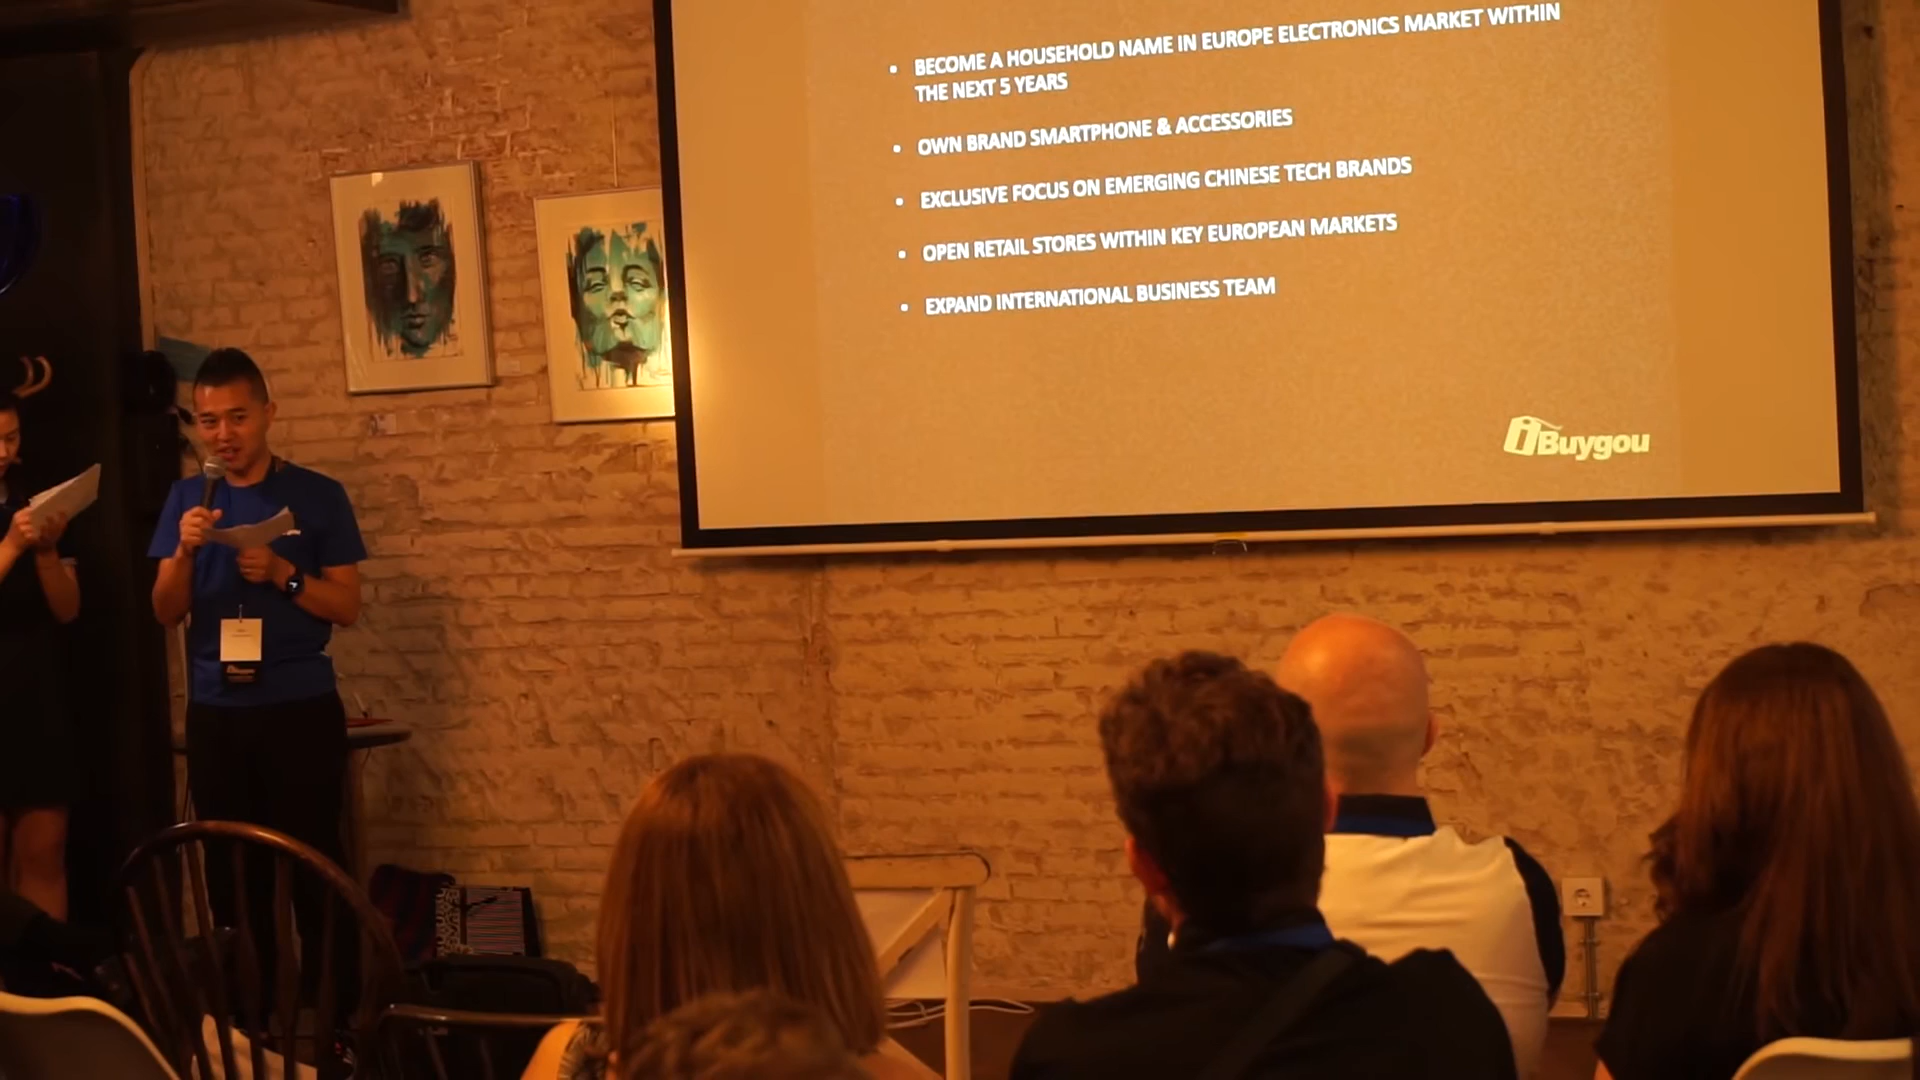 BECOME A HOUSEHOLD NAME IN EUROPE ELECTRONICS MARKET WITHIN
THE NEXT 5 YEARS
OWN BRAND SMARTPHONE & ACCESSORIES
EXCLUSIVE FOCUS ON EMERGING CHINESE TECH BRANDS
OPEN RETAIL STORES WITHIN KEY EUROPEAN MARKETS
EXPAND INTERNATIONAL BUSINESS TEAM
iBuygou